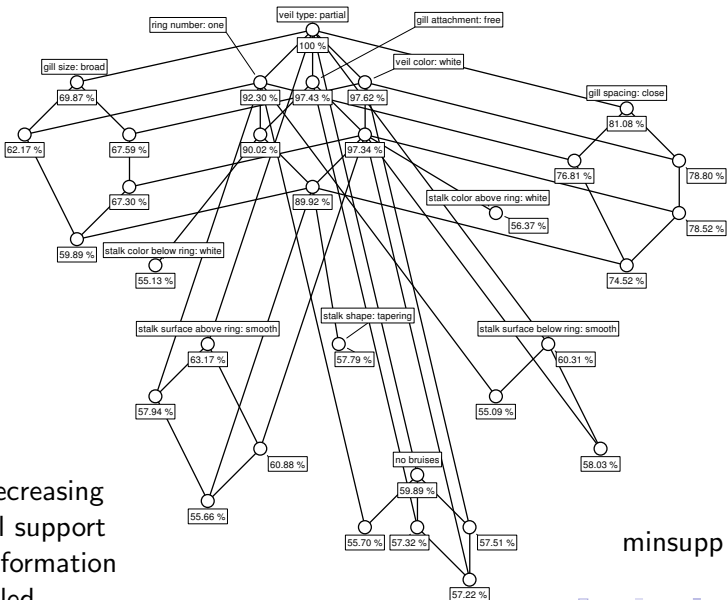 veil type: partial
ring number: one
gill attachment: free
100 %
veil color: white
gill size: broad
69.87 %
92.30 %
97.43 %
97.62 %
gill spacing: close
81.08 %
62.17 %
67.59 %
90.02 %
97.34 %
76.81 %
78.80 %
67.30 %
89.92 %
stalk color above ring: white
56.37 %
78.52 %
59.89 %
stalk color below ring: white
55.13 %
74.52 %
stalk surface above ring: smooth
63.17 %
stalk shape: tapering
57.79 %
stalk surface below ring: smooth
60.31 %
57.94 %
55.09 %
60.88 %
58.03 %
no bruises
59.89 %
55.66 %
55.70 %
57.32 %
57.51 %
57.22 %
ecreasing
l support
formation
led
minsupp